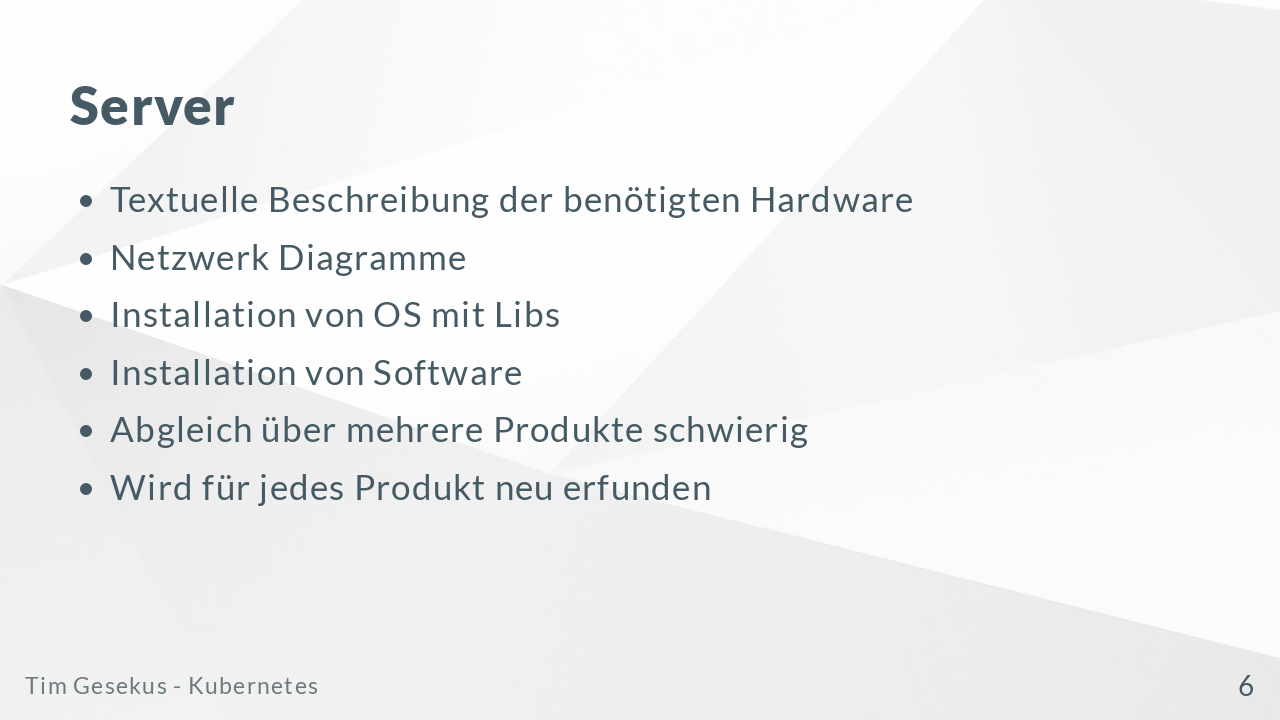 Server
• Textuelle Beschreibung der benötigten Hardware
• Netzwerk Diagramme
• Installation von OS mit Libs
• Installation von Software
• Abgleich über mehrere Produkte schwierig
• Wird für jedes Produkt neu erfunden
Tim Gesekus - Kubernetes
6